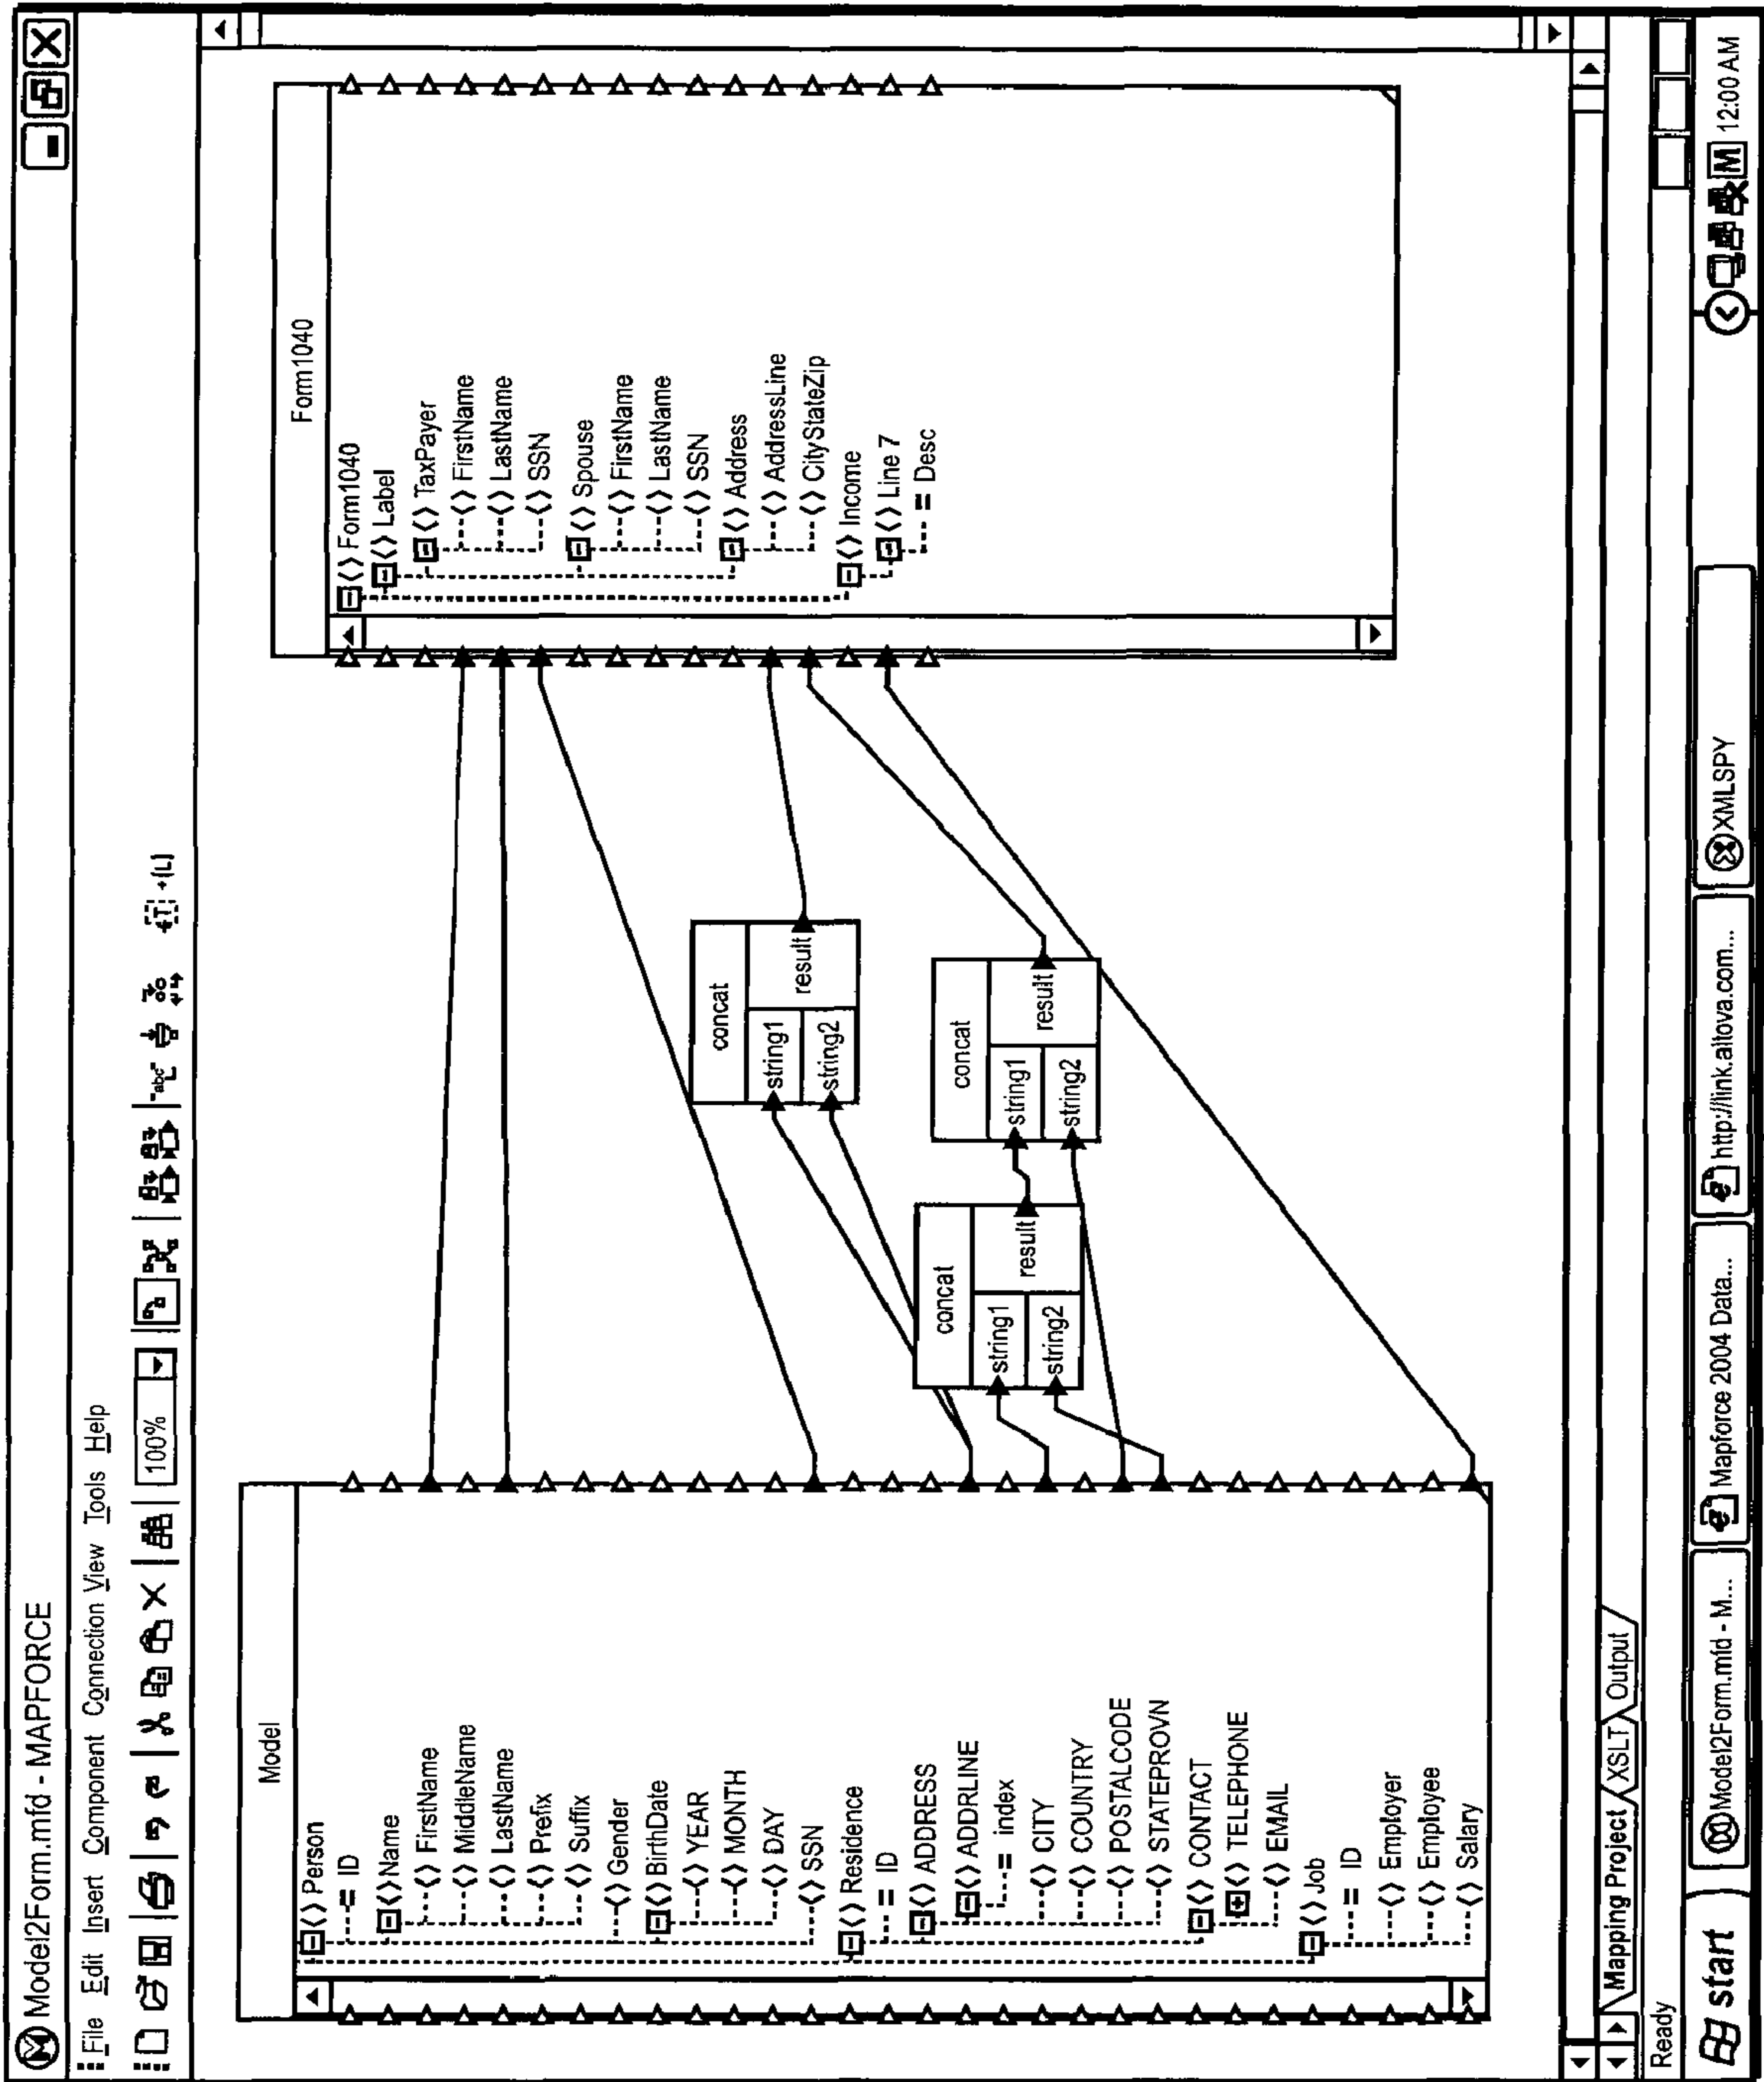 Model2Form.mfd - MAPFORCE
File Edit Insert Component Connection View Tools Help
100%
Model
<> Person
= ID
<>Name
<> FirstName
<> MiddleName
<> LastName
<> Prefix
<> Suffix
<> Gender
<> BirthDate
<> YEAR
<> MONTH
<> DAY
<> SSN
<> Residence
= ID
<> ADDRESS
<> ADDRLINE
= index
<> CITY
<> COUNTRY
<> POSTALCODE
<> STATEPROVN
<> CONTACT
<> TELEPHONE
<> EMAIL
<> Job
= ID
<> Employer
<> Employee
<> Salary
concat
string1
string2
result
concat
string1
string2
result
concat
string1
string2
result
Form1040
<> Form1040
<> Label
<> TaxPayer
<> FirstName
<> LastName
<> SSN
<> Spouse
<> FirstName
<> LastName
<> SSN
<> Address
<> AddressLine
<> CityStateZip
<> Income
<> Line 7
= Desc
Mapping Project XSLT Output
Ready
start Model2Form.mfd - M... Mapforce 2004 Data... http://link.altova.com... XMLSPY M 12:00 AM